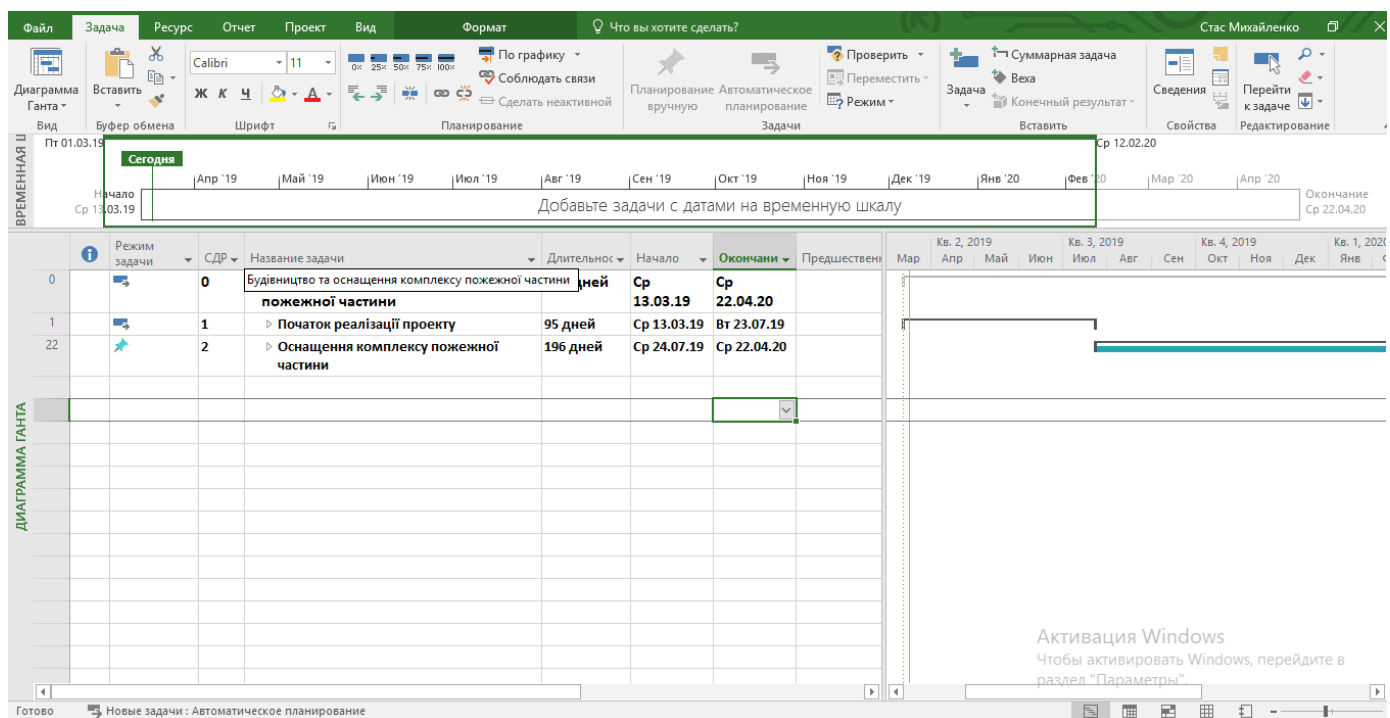 Файл Задача Ресурс Отчет Проект Вид Формат Что вы хотите сделать? Стас Михайленко
Диаграмма Ганта
Вставить
Calibri 11
Ж К Ч
0% 25% 50% 75% 100%
По графику
Соблюдать связи
Сделать неактивной
Планирование вручную
Автоматическое планирование
Проверить
Переместить
Режим
Задача
Суммарная задача
Веха
Конечный результат
Сведения
Перейти к задаче
Вид Буфер обмена Шрифт Планирование Задачи Вставить Свойства Редактирование
ВРЕМЕННАЯ
Пт 01.03.19 Ср 12.02.20
Сегодня
Апр '19 Май '19 Июн '19 Июл '19 Авг '19 Сен '19 Окт '19 Ноя '19 Дек '19 Янв '20 Фев '20 Мар '20 Апр '20
Начало
Ср 13.03.19
Добавьте задачи с датами на временную шкалу
Окончание
Ср 22.04.20
ДИАГРАММА ГАНТА
Режим задачи СДР Название задачи Длительнос Начало Окончани Предшествен
Кв. 2, 2019 Кв. 3, 2019 Кв. 4, 2019 Кв. 1, 2020
Мар Апр Май Июн Июл Авг Сен Окт Ноя Дек Янв
0 0 Будівництво та оснащення комплексу пожежної частини дней Ср Ср
пожежної частини 13.03.19 22.04.20
1 1 Початок реалізації проекту 95 дней Ср 13.03.19 Вт 23.07.19
22 2 Оснащення комплексу пожежної 196 дней Ср 24.07.19 Ср 22.04.20
частини
Активация Windows
Чтобы активировать Windows, перейдите в
раздел "Параметры".
Готово Новые задачи : Автоматическое планирование